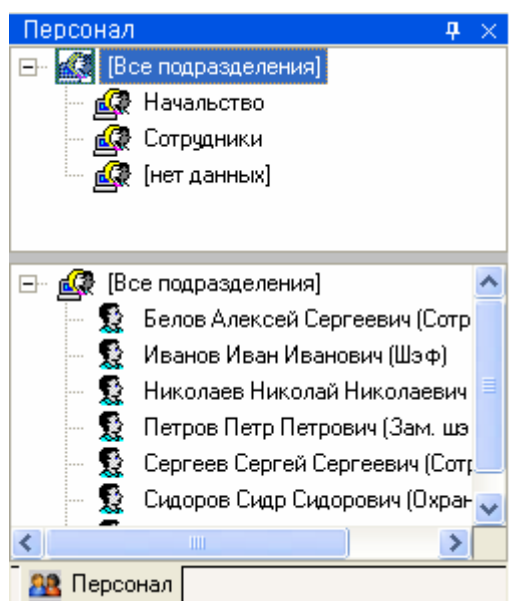 Персонал
[Все подразделения]
Начальство
Сотрудники
[нет данных]
[Все подразделения]
Белов Алексей Сергеевич (Сотр
Иванов Иван Иванович (Шэф)
Николаев Николай Николаевич
Петров Петр Петрович (Зам. шэ
Сергеев Сергей Сергеевич (Сотр
Сидоров Сидр Сидорович (Охран
Персонал